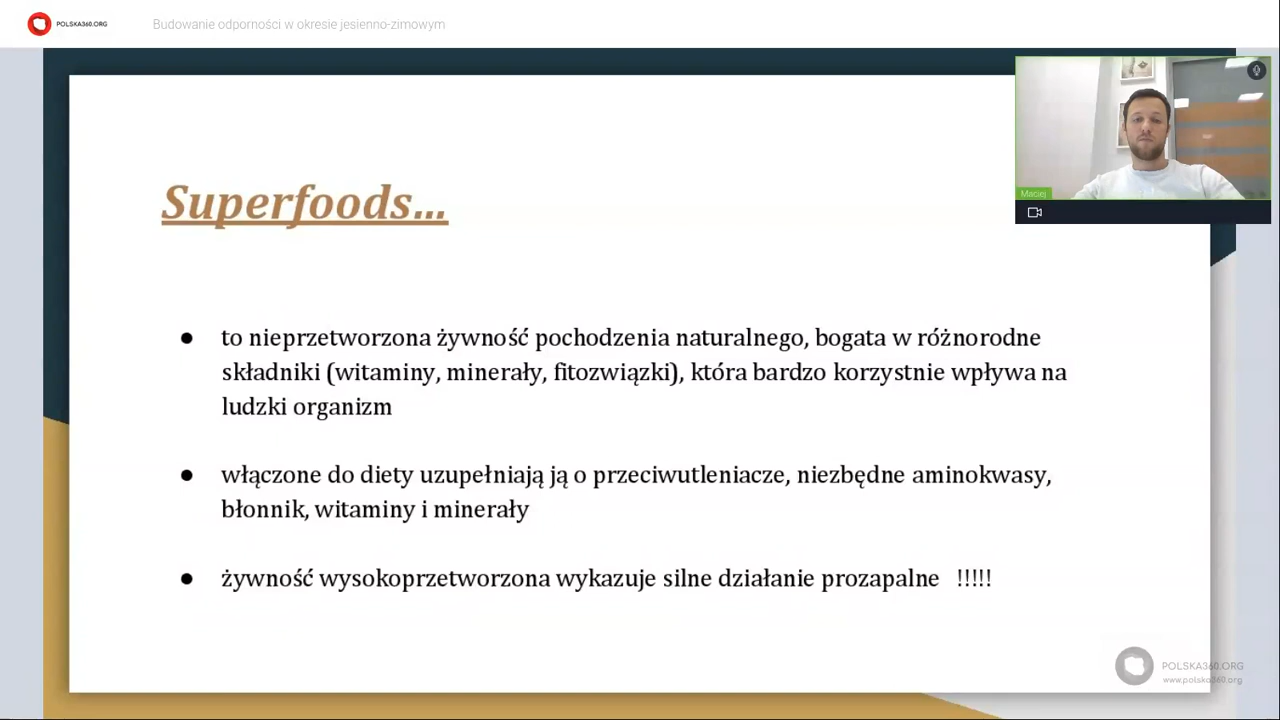 POLSKA360.ORG
Budowanie odporności w okresie jesienno-zimowym
Maciej
Superfoods...
● to nieprzetworzona żywność pochodzenia naturalnego, bogata w różnorodne
składniki (witaminy, minerały, fitozwiązki), która bardzo korzystnie wpływa na
ludzki organizm
● włączone do diety uzupełniają ją o przeciwutleniacze, niezbędne aminokwasy,
błonnik, witaminy i minerały
● żywność wysokoprzetworzona wykazuje silne działanie prozapalne !!!!!
POLSKA360.ORG
www.polska360.org